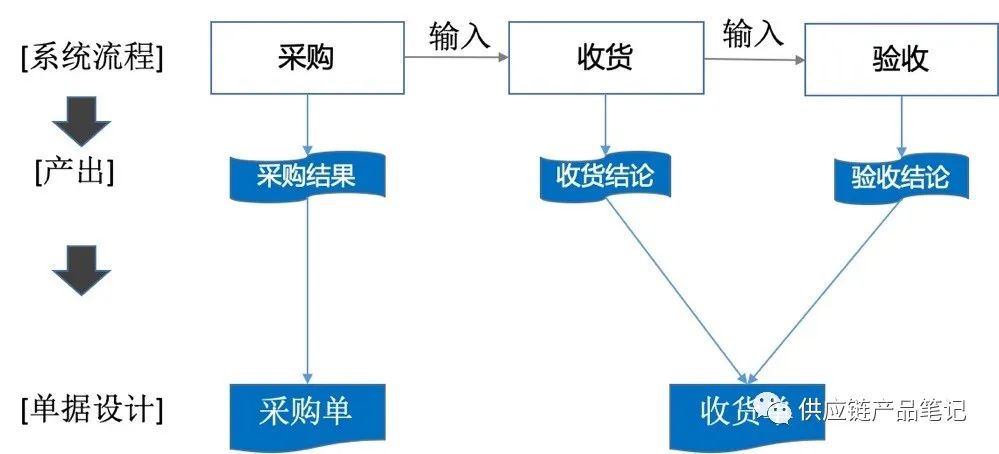 [系统流程]
采购
输入
收货
输入
验收
[产出]
采购结果
收货结论
验收结论
[单据设计]
采购单
收货
供应链产品笔记